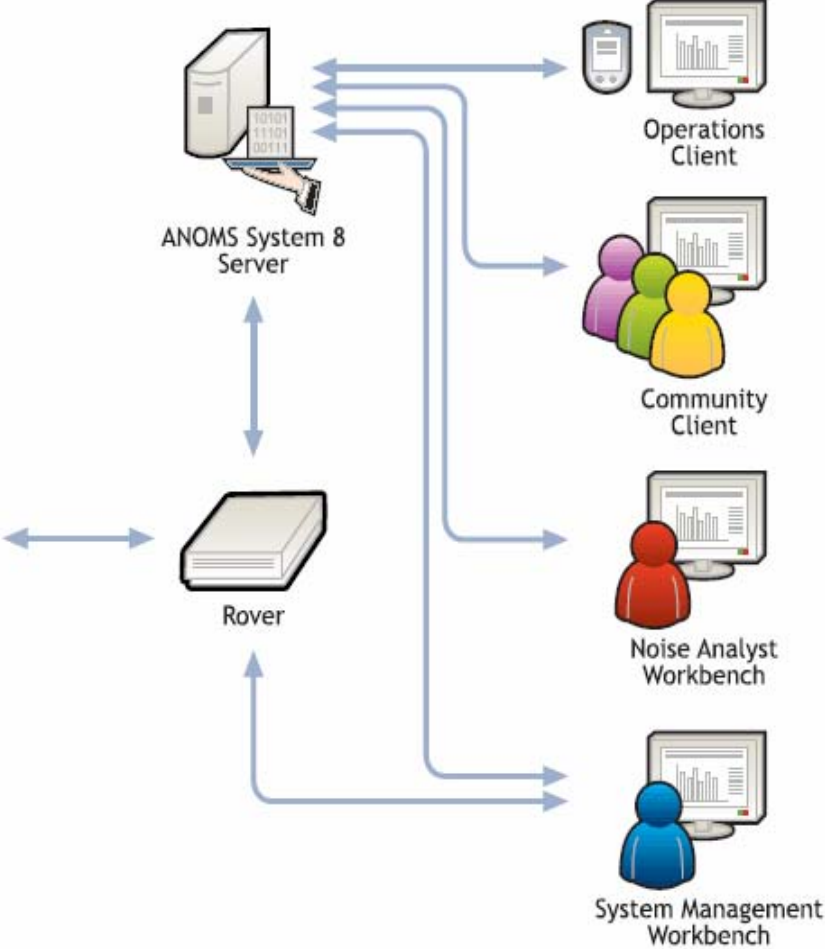 10101
11101
00111
ANOMS System 8
Server
Operations
Client
Community
Client
Rover
Noise Analyst
Workbench
System Management
Workbench